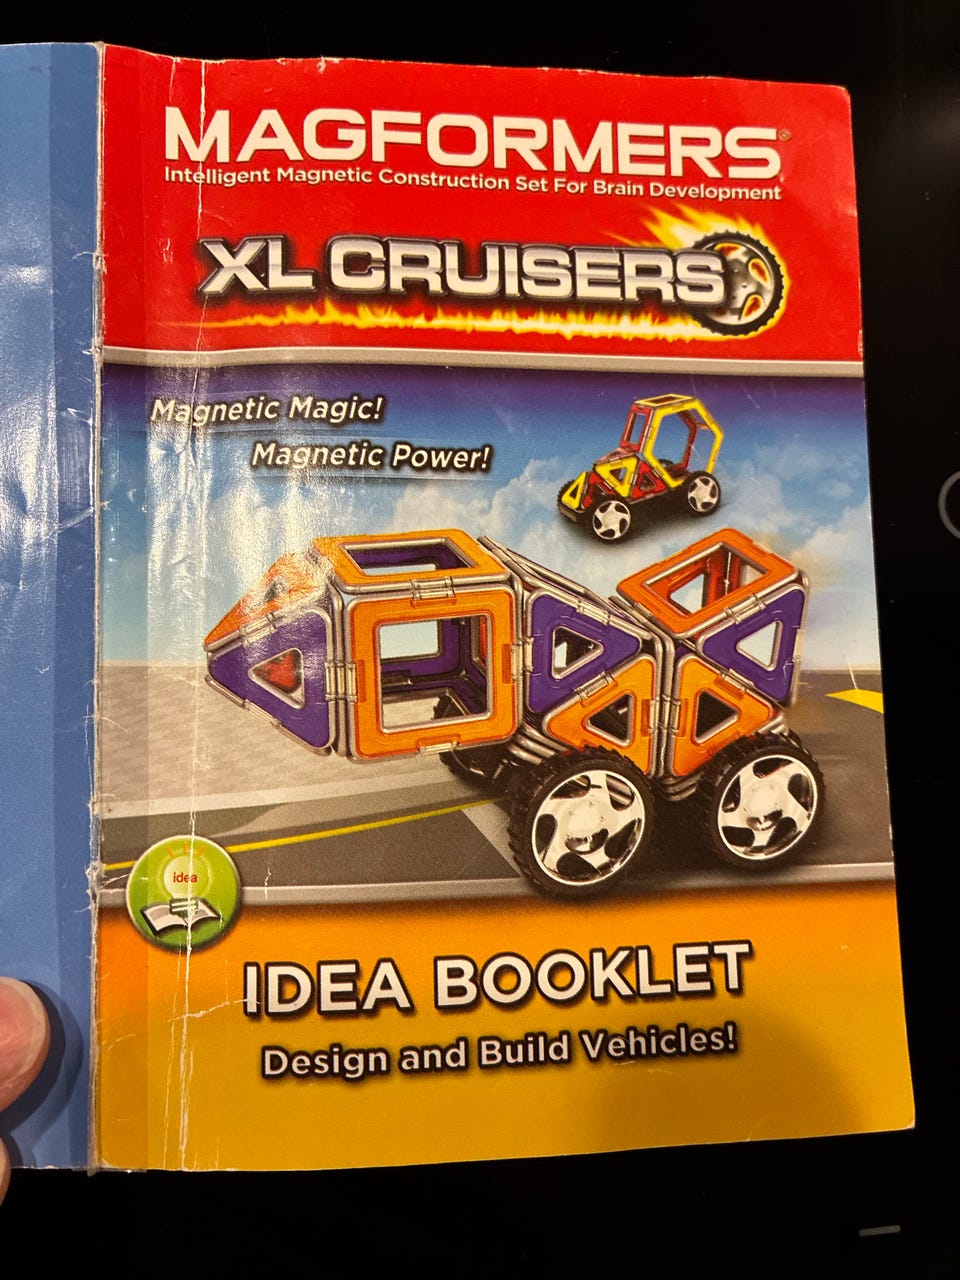 MAGFORMERS®
Intelligent Magnetic Construction Set For Brain Development
XL CRUISERS
Magnetic Magic!
Magnetic Power!
idea
IDEA BOOKLET
Design and Build Vehicles!